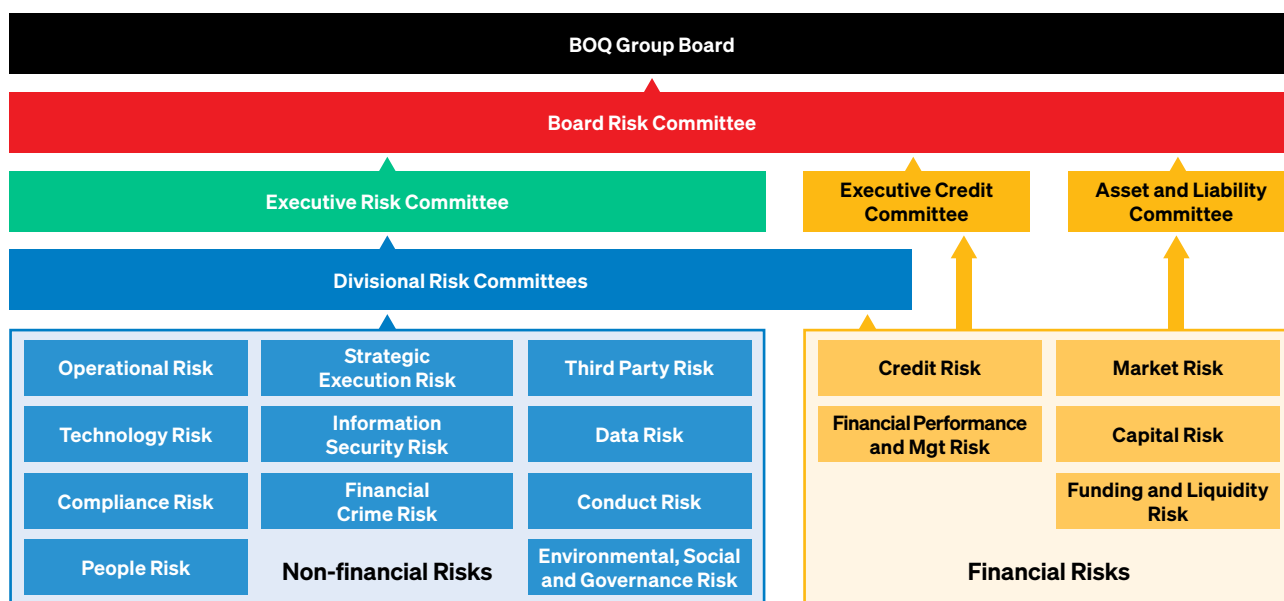 BOQ Group Board
Board Risk Committee
Executive Risk Committee
Executive Credit
Committee
Asset and Liability
Committee
Divisional Risk Committees
Operational Risk
Strategic
Execution Risk
Third Party Risk
Technology Risk
Information
Security Risk
Data Risk
Compliance Risk
Financial
Crime Risk
Conduct Risk
People Risk
Non-financial Risks
Environmental, Social
and Governance Risk
Credit Risk
Market Risk
Financial Performance
and Mgt Risk
Capital Risk
Funding and Liquidity
Risk
Financial Risks